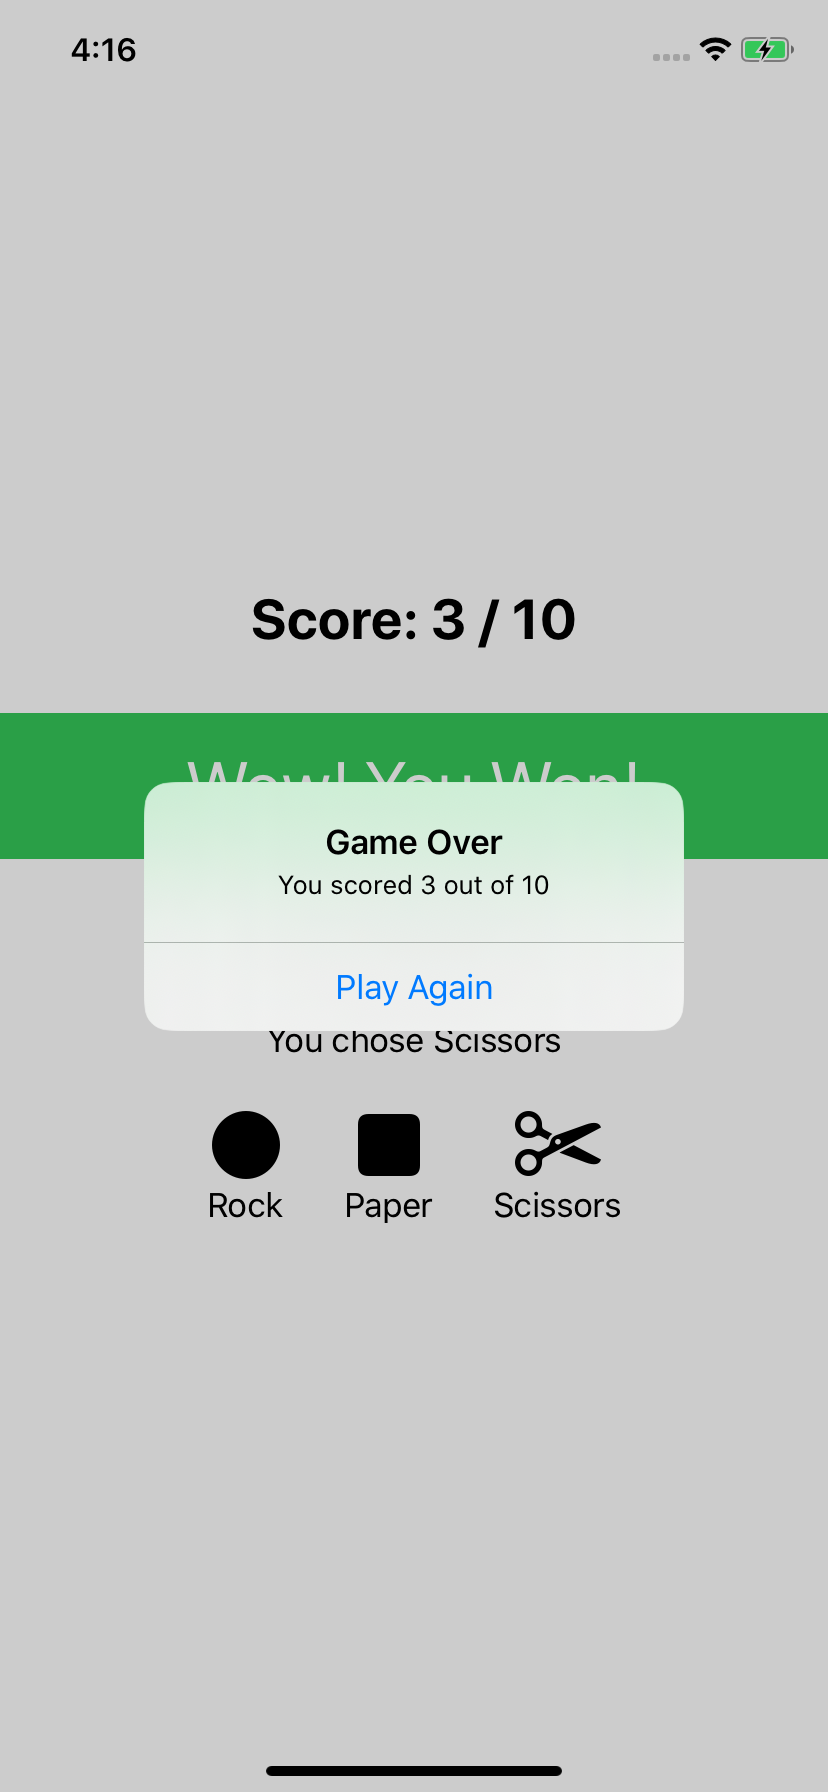 4:16
Score: 3 / 10
Wow! You Won!
Game Over
You scored 3 out of 10
Play Again
You chose Scissors
Rock Paper Scissors